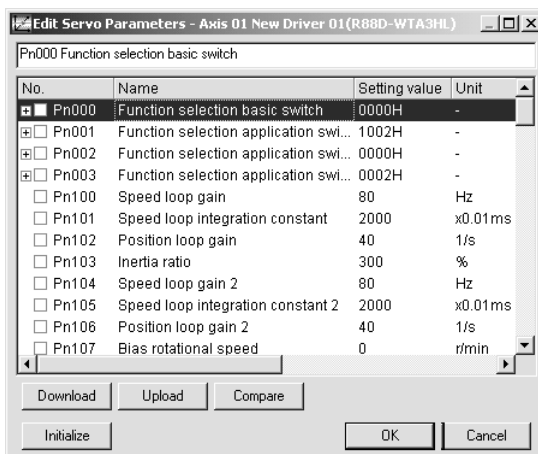 Edit Servo Parameters - Axis 01 New Driver 01(R88D-WTA3HL)
Pn000 Function selection basic switch
No. Name Setting value Unit
Pn000 Function selection basic switch 0000H -
Pn001 Function selection application swi... 1002H -
Pn002 Function selection application swi... 0000H -
Pn003 Function selection application swi... 0002H -
Pn100 Speed loop gain 80 Hz
Pn101 Speed loop integration constant 2000 x0.01ms
Pn102 Position loop gain 40 1/s
Pn103 Inertia ratio 300 %
Pn104 Speed loop gain 2 80 Hz
Pn105 Speed loop integration constant 2 2000 x0.01ms
Pn106 Position loop gain 2 40 1/s
Pn107 Bias rotational speed 0 r/min
Download Upload Compare
Initialize OK Cancel